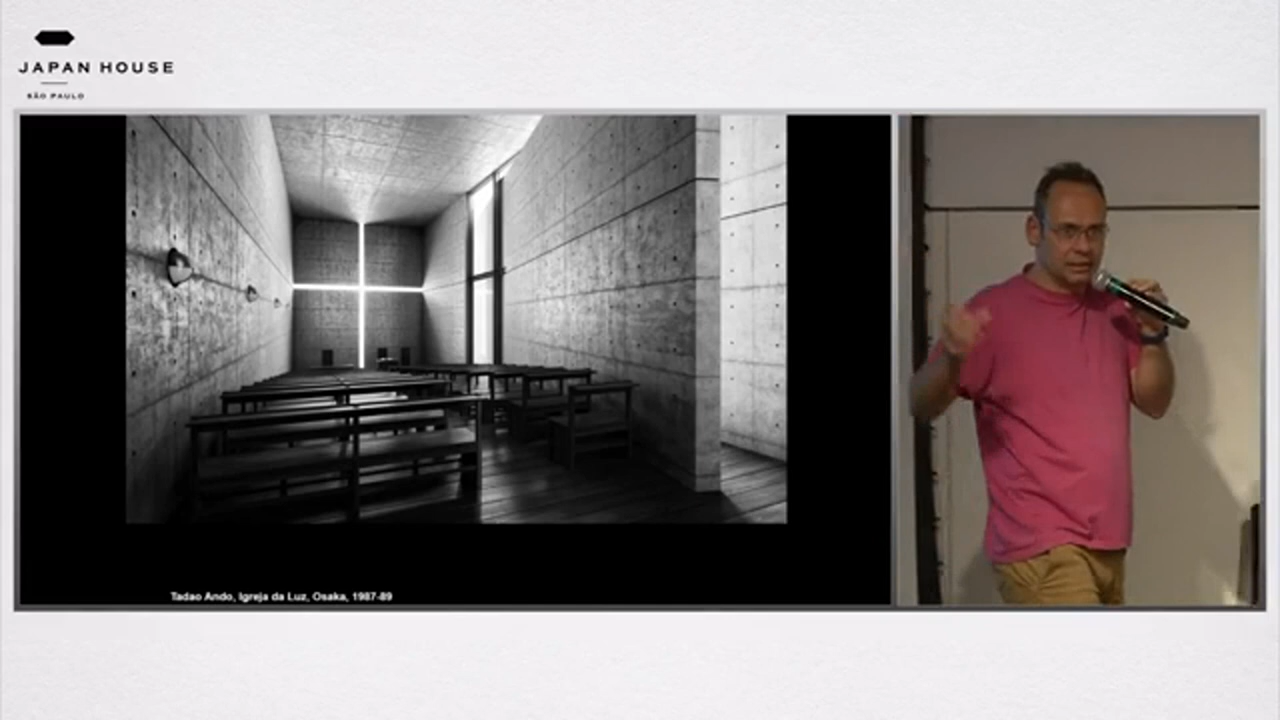 JAPAN HOUSE
SÃO PAULO
Tadao Ando, Igreja da Luz, Osaka, 1987-89